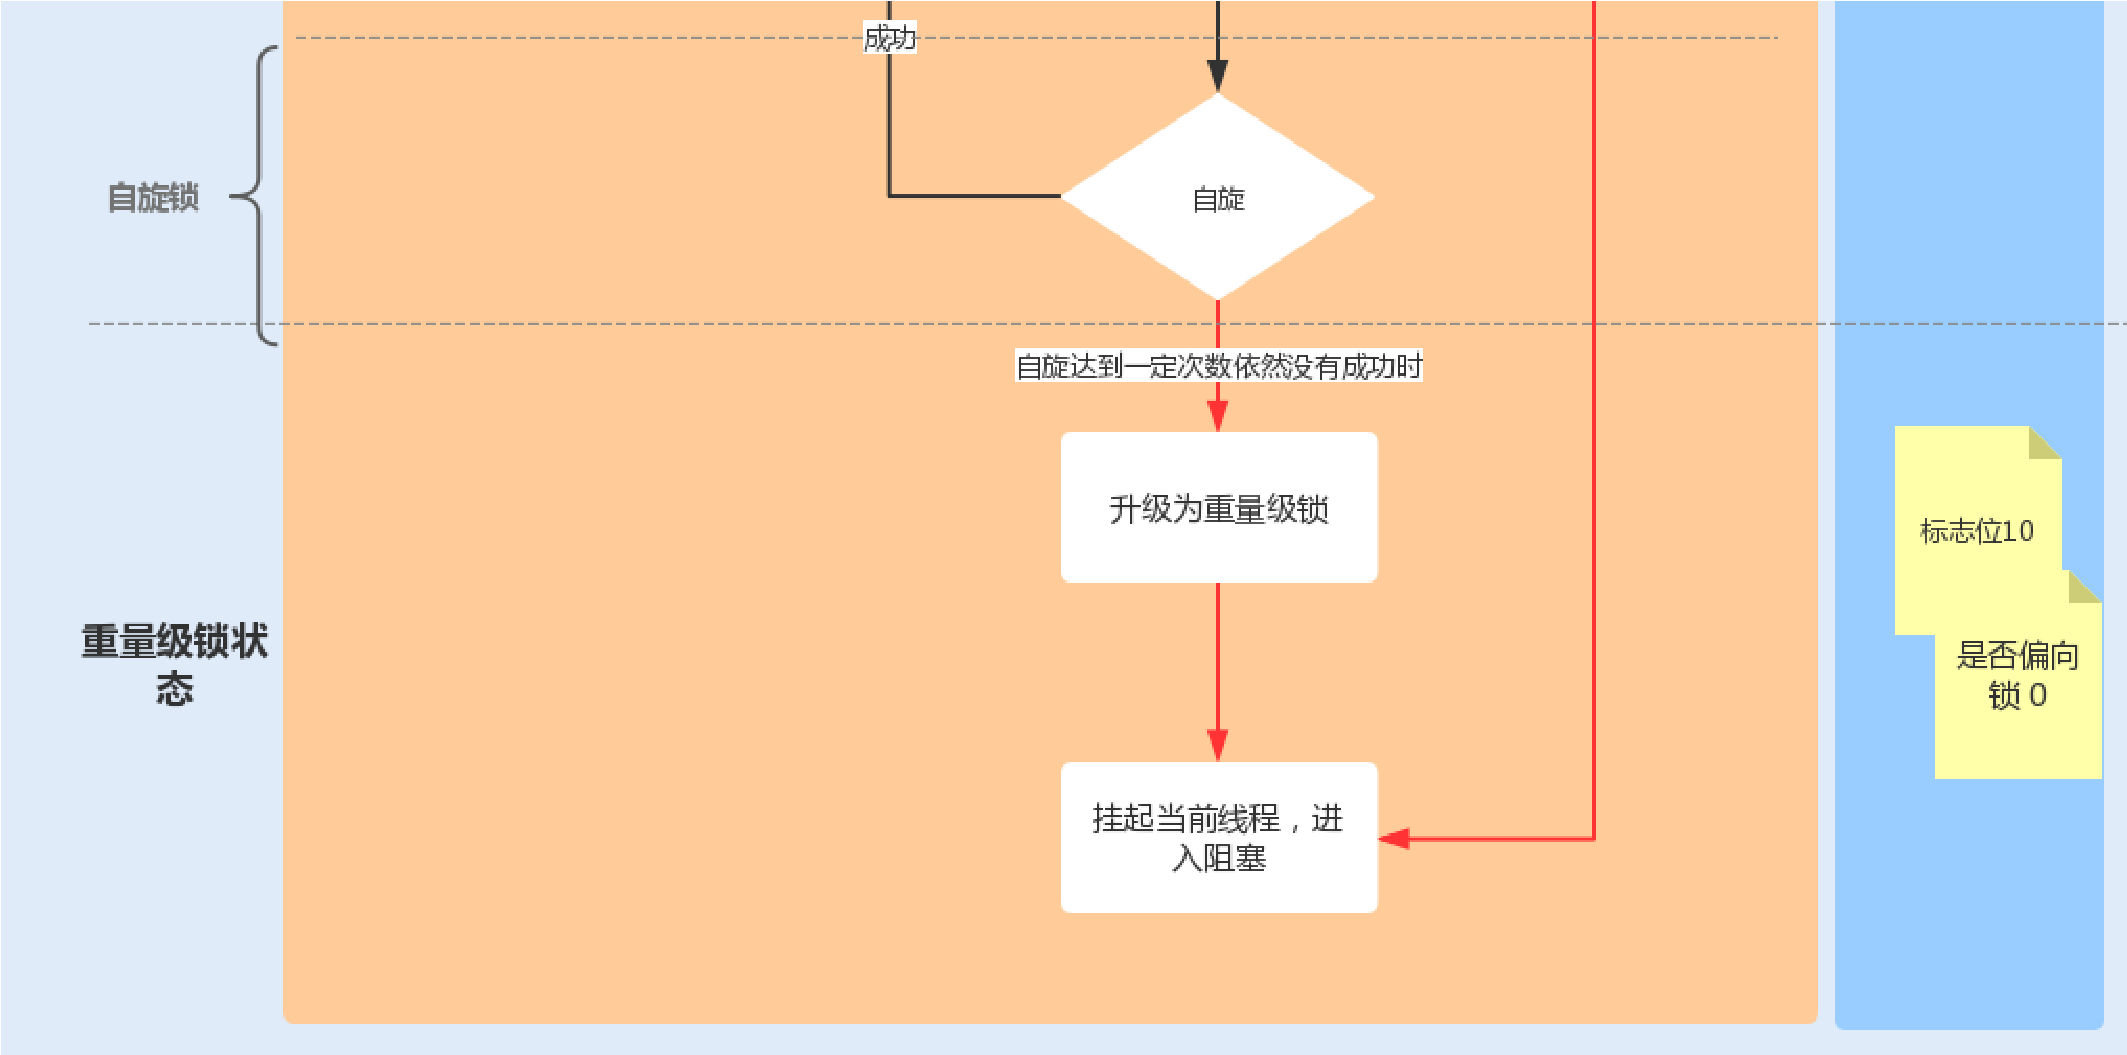 成功
自旋锁
自旋
自旋达到一定次数依然没有成功时
升级为重量级锁
标志位10
重量级锁状
态
是否偏向
锁 0
挂起当前线程，进
入阻塞